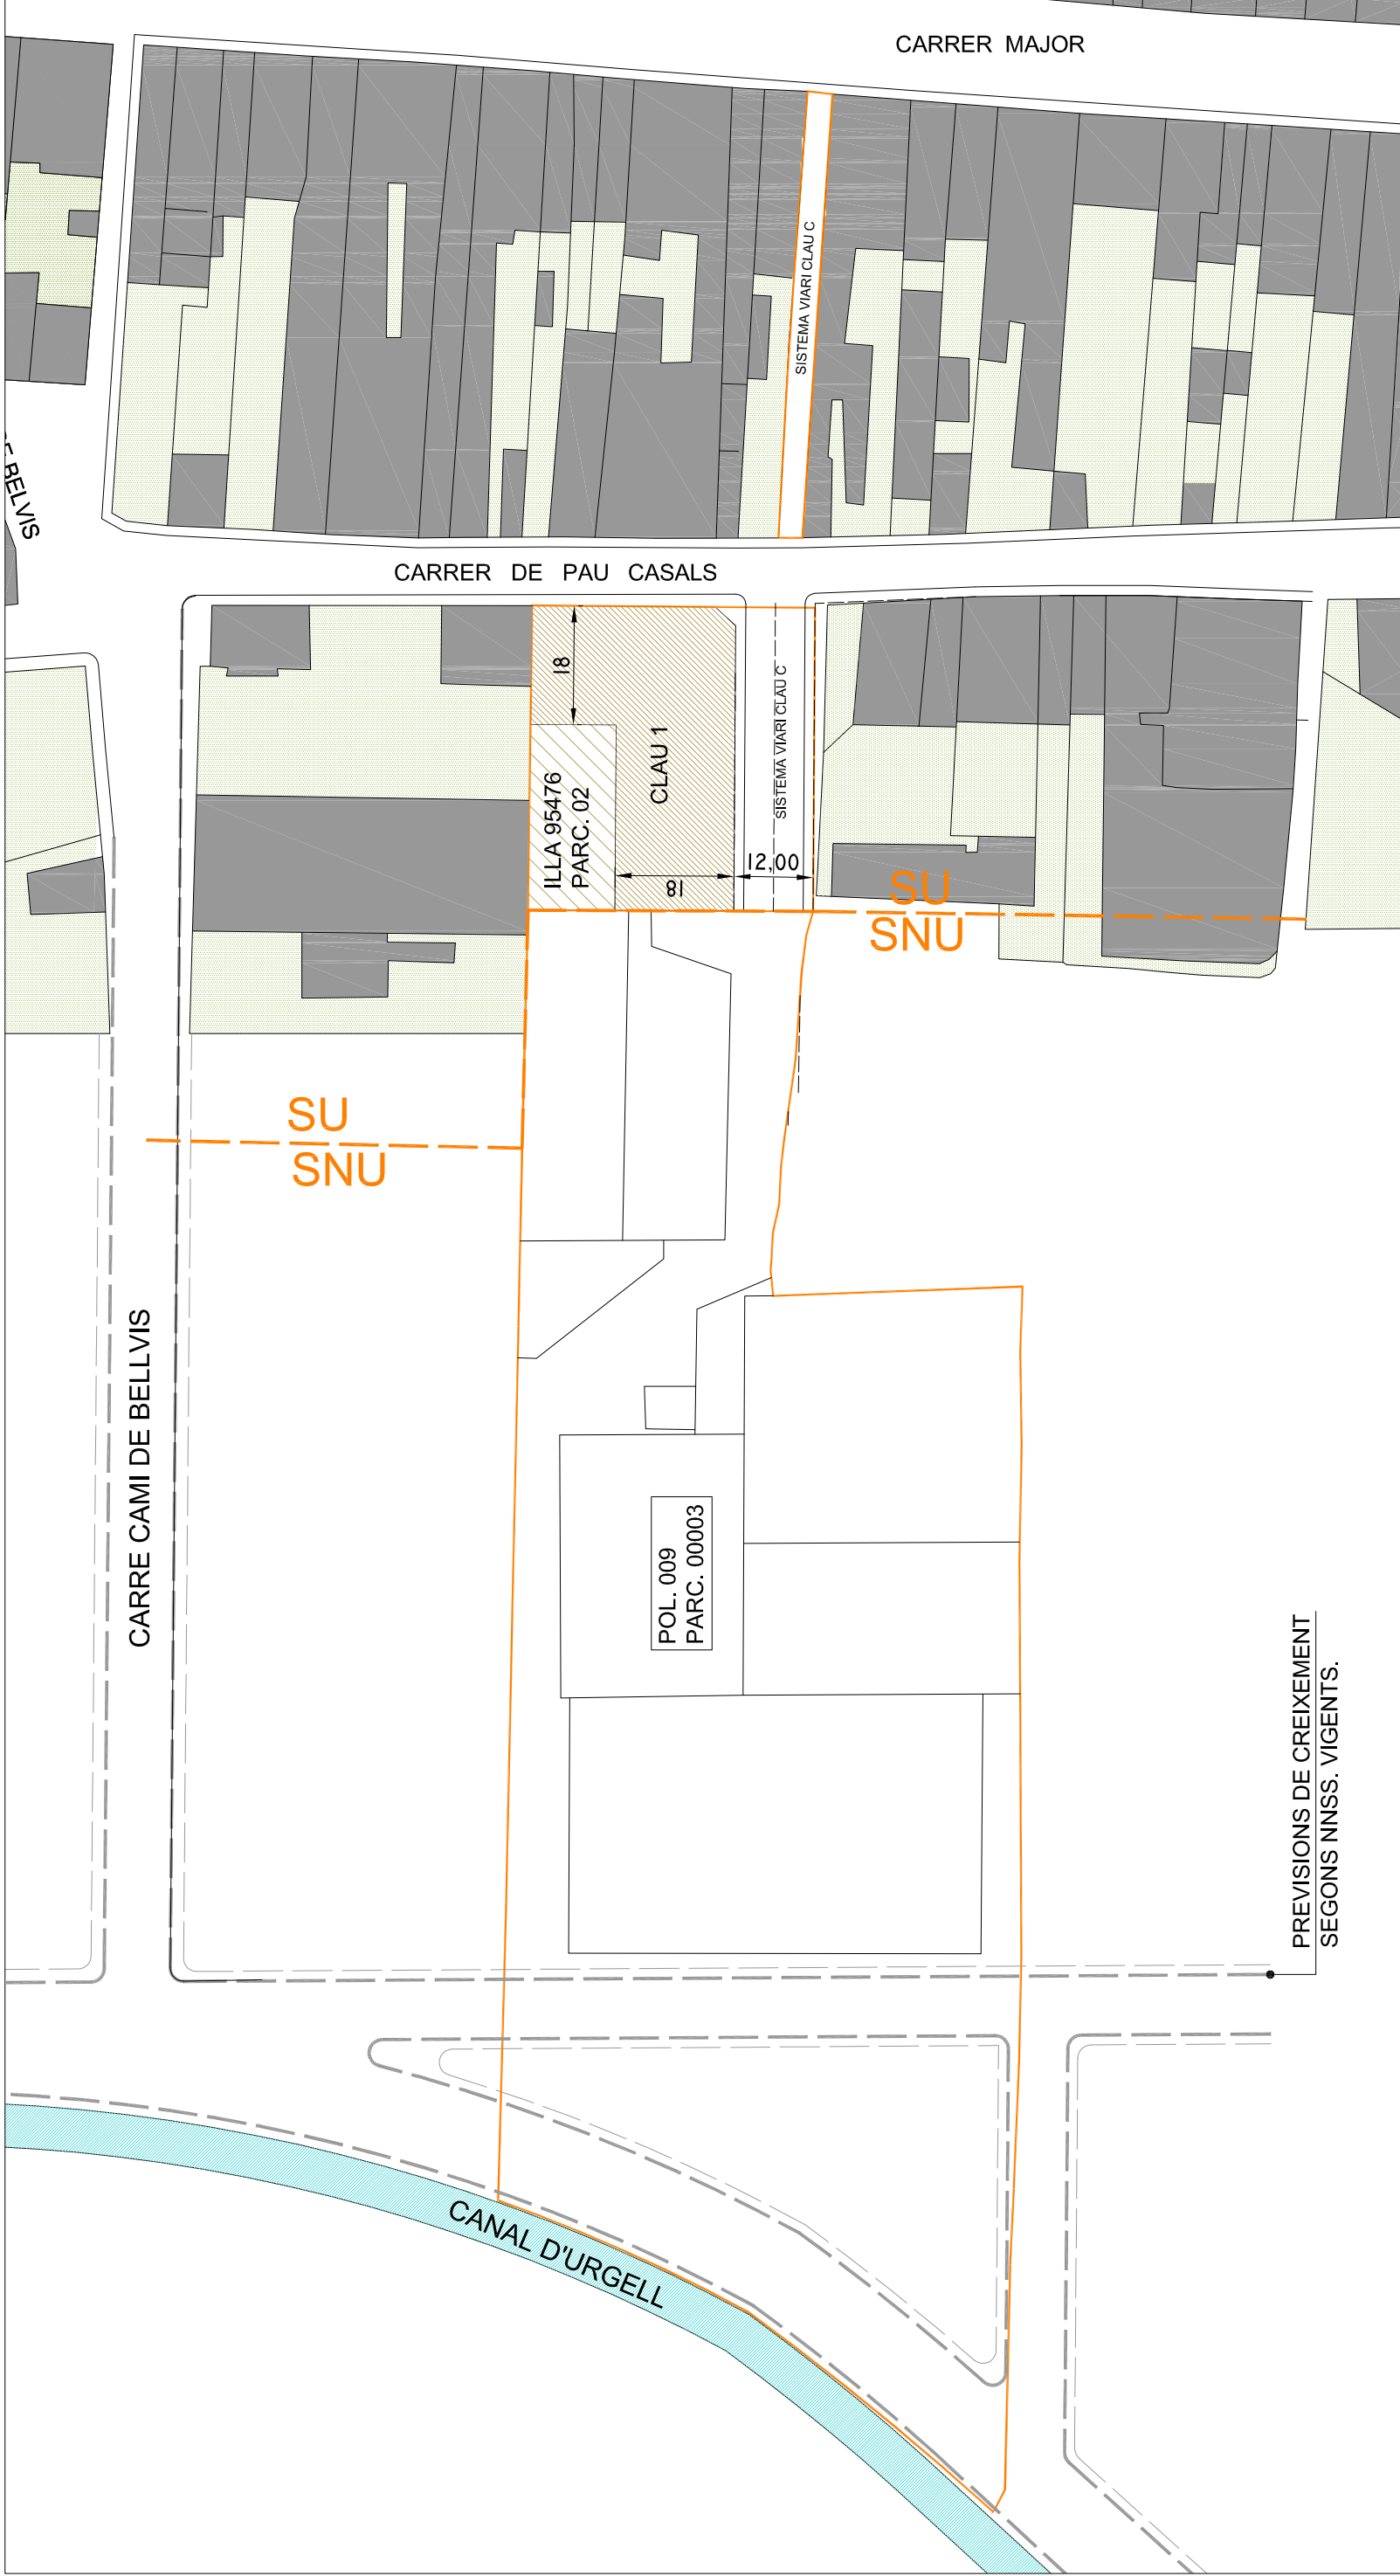 CARRER MAJOR
SISTEMA VIARI CLAU C
DE BELVIS
CARRER DE PAU CASALS
18
CLAU 1
SISTEMA VIARI CLAU C
ILLA 95476
PARC. 02
18
12,00
SU
SNU
SU
SNU
CARRE CAMI DE BELLVIS
POL. 009
PARC. 00003
PREVISIONS DE CREIXEMENT
SEGONS NNSS. VIGENTS.
CANAL D'URGELL